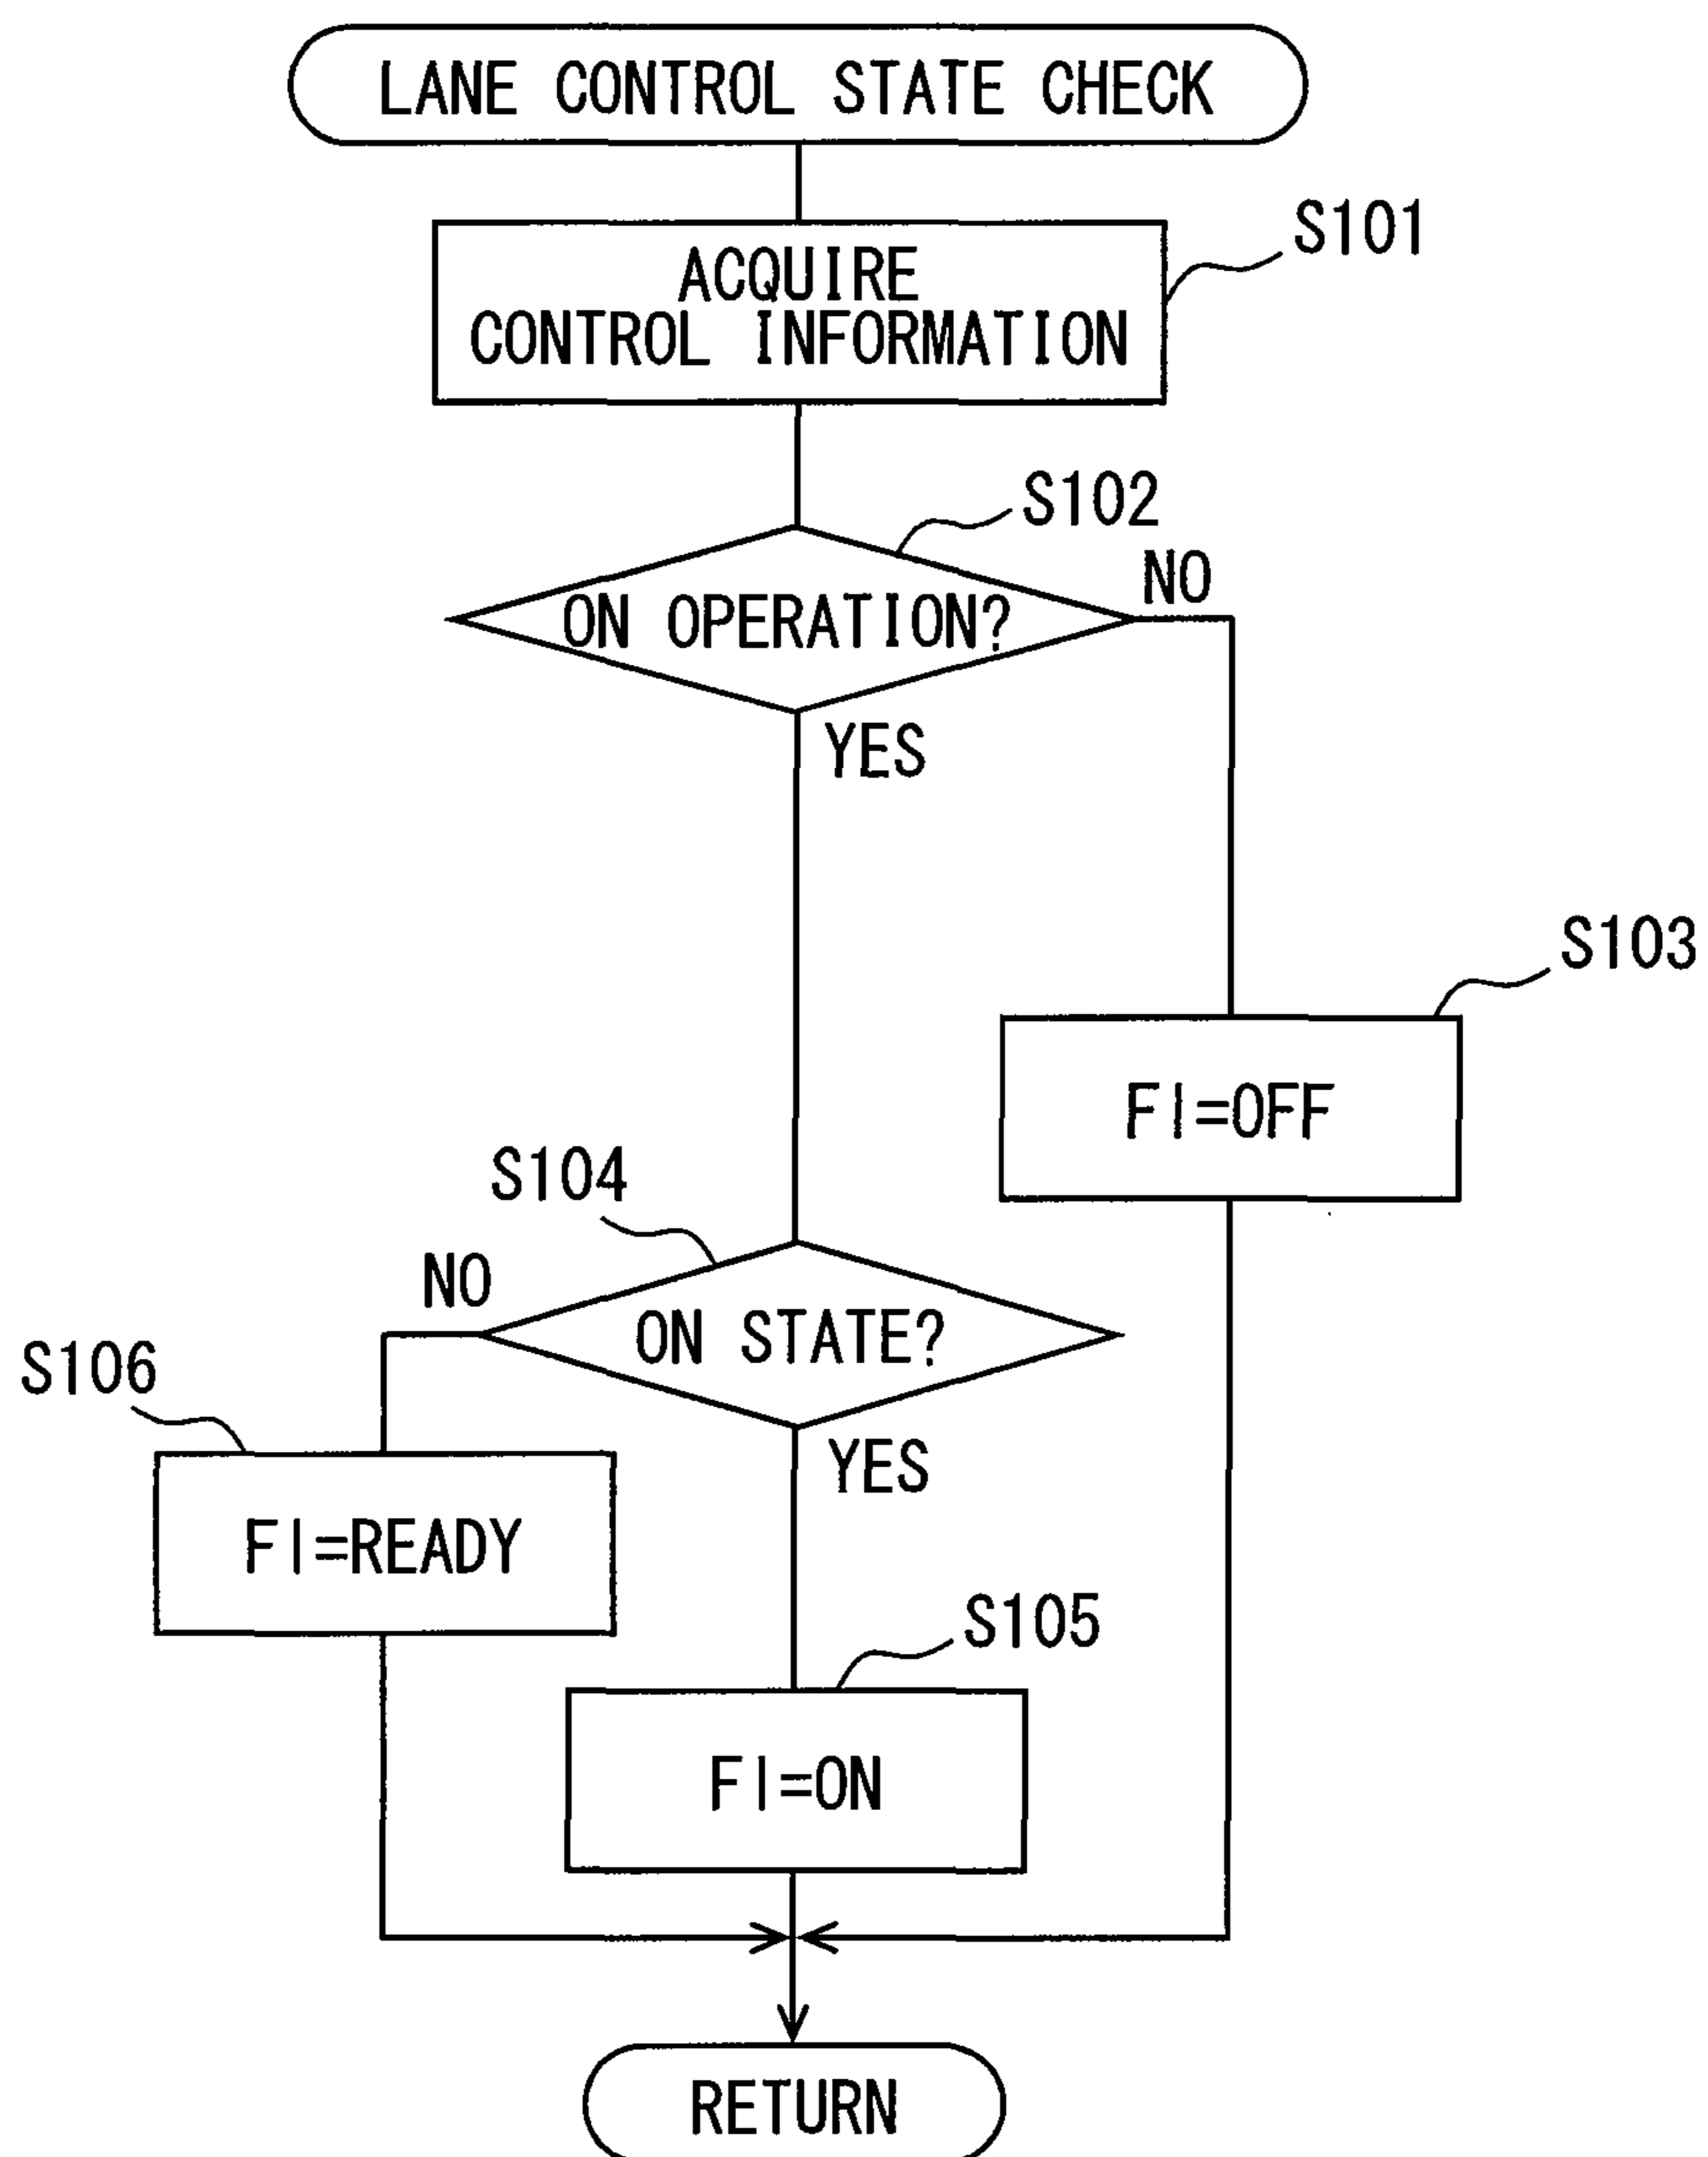 LANE CONTROL STATE CHECK
S101
ACQUIRE
CONTROL INFORMATION
S102
ON OPERATION?
NO
YES
S103
FI=OFF
S104
NO
ON STATE?
YES
S106
FI=READY
S105
FI=ON
RETURN